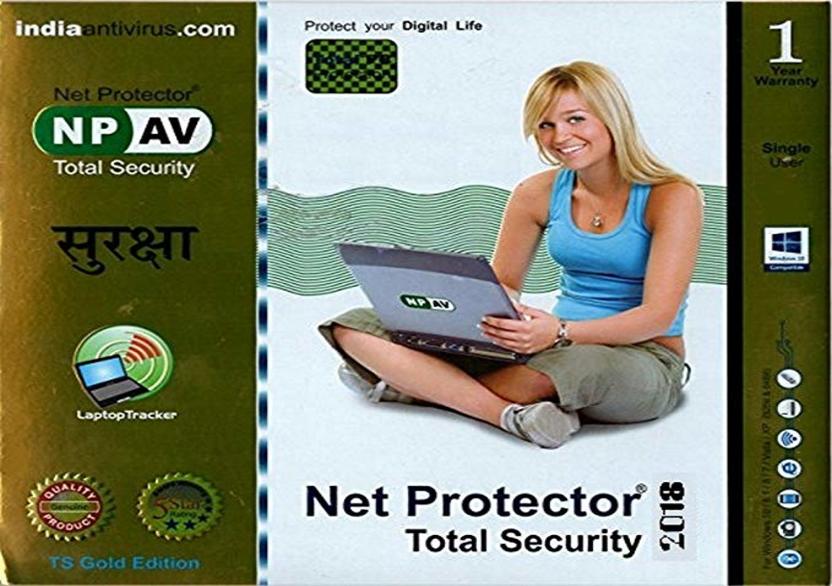 indiaantivirus.com
Net Protector®
NP AV
Total Security
सुरक्षा
LaptopTracker
QUALITY
Genuine
PRODUCT
5 Star
Rating
TS Gold Edition
Protect your Digital Life
NP AV
Net Protector® 2018
Total Security
1
Year
Warranty
Single
User
Windows 10
Compatible